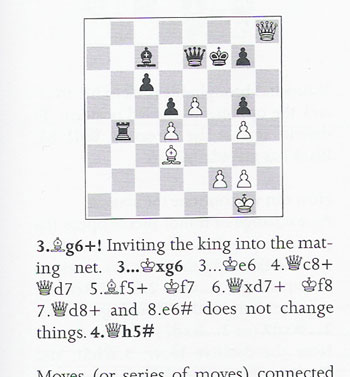 3.♗g6+! Inviting the king into the mat-
ing net. 3...♔xg6 3...♔e6 4.♕c8+
♕d7 5.♗f5+ ♔f7 6.♕xd7+ ♔f8
7.♕d8+ and 8.e6# does not change
things. 4.♕h5#
Moves (or series of moves) connected